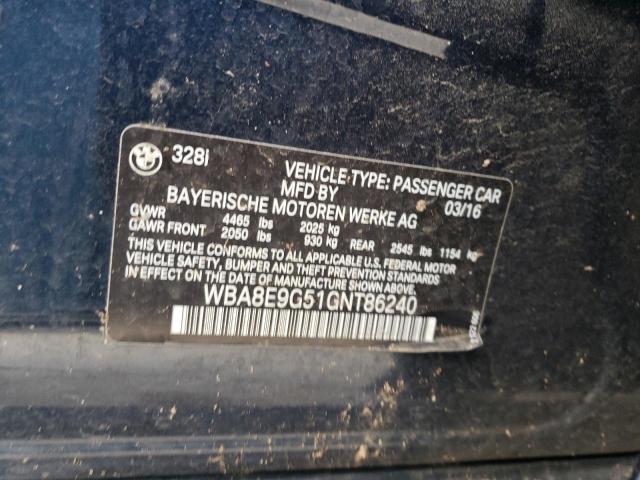 328I
VEHICLE TYPE: PASSENGER CAR
MFD BY 03/16
BAYERISCHE MOTOREN WERKE AG
GVWR 4465 lbs 2025 kg
GAWR FRONT 2050 lbs 930 kg REAR 2545 lbs 1154 kg
THIS VEHICLE CONFORMS TO ALL APPLICABLE U.S. FEDERAL MOTOR
VEHICLE SAFETY, BUMPER, AND THEFT PREVENTION STANDARDS
IN EFFECT ON THE DATE OF MANUFACTURE SHOWN ABOVE.
WBA8E9G51GNT86240